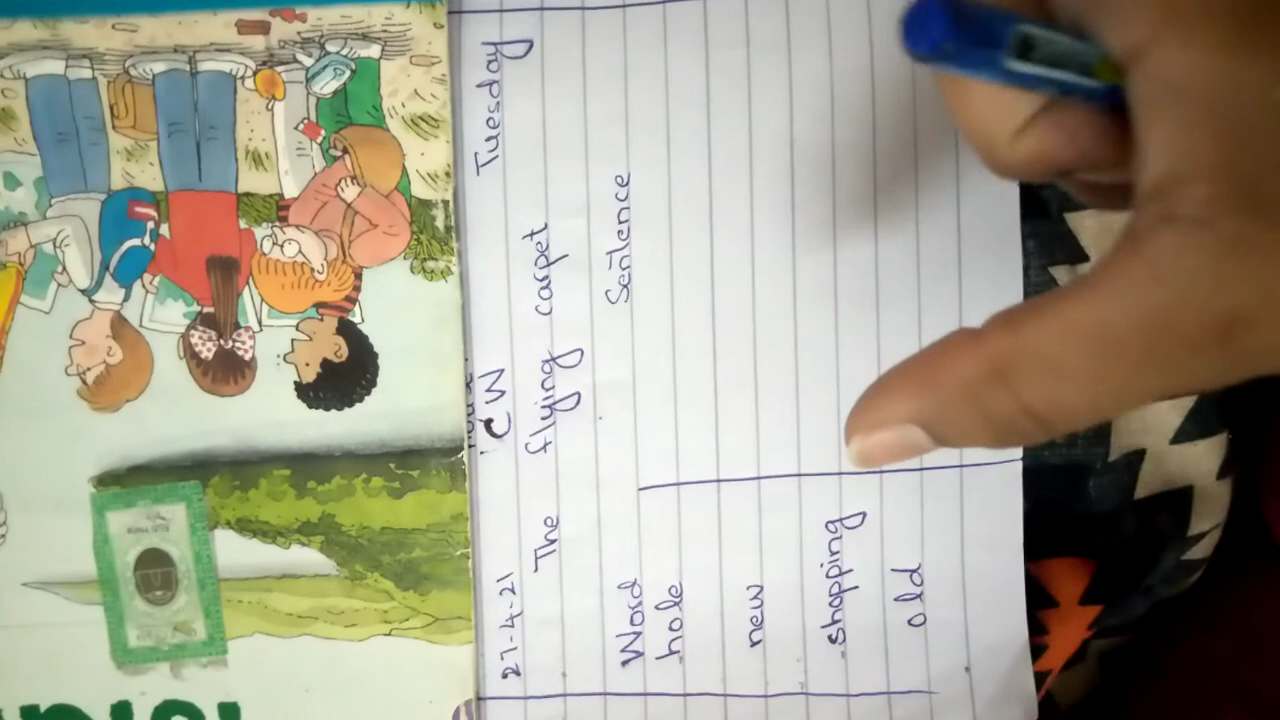 27-4-21 CW Tuesday
The flying carpet
Word Sentence
hole
new
shopping
old